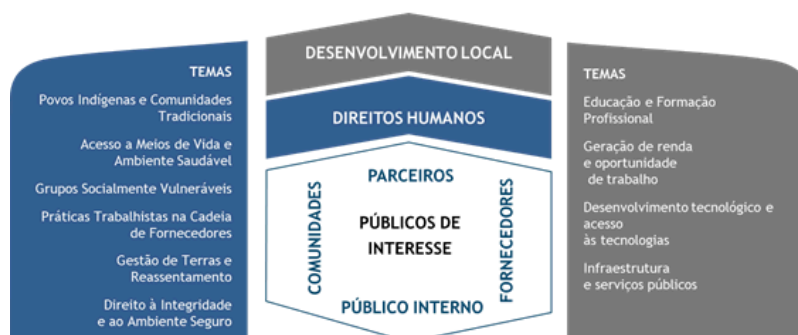 TEMAS
Povos Indígenas e Comunidades
Tradicionais
Acesso a Meios de Vida e
Ambiente Saudável
Grupos Socialmente Vulneráveis
Práticas Trabalhistas na Cadeia
de Fornecedores
Gestão de Terras e
Reassentamento
Direito à Integridade
e ao Ambiente Seguro
DESENVOLVIMENTO LOCAL
DIREITOS HUMANOS
PARCEIROS
COMUNIDADES
PÚBLICOS DE
INTERESSE
FORNECEDORES
PÚBLICO INTERNO
TEMAS
Educação e Formação
Profissional
Geração de renda
e oportunidade
de trabalho
Desenvolvimento tecnológico e
acesso
às tecnologias
Infraestrutura
e serviços públicos